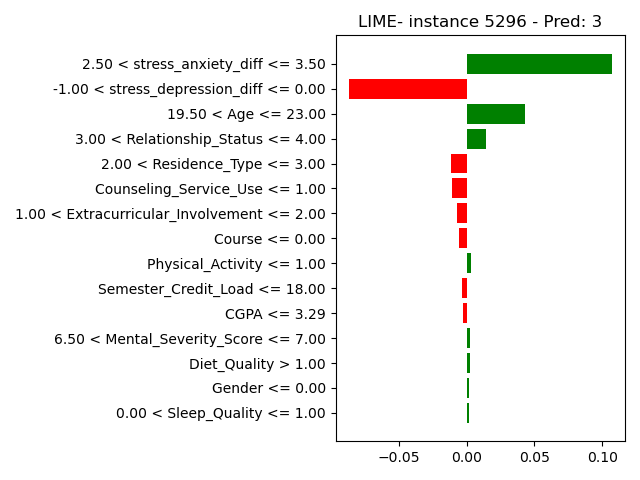 LIME- instance 5296 - Pred: 3
2.50 < stress_anxiety_diff <= 3.50
-1.00 < stress_depression_diff <= 0.00
19.50 < Age <= 23.00
3.00 < Relationship_Status <= 4.00
2.00 < Residence_Type <= 3.00
Counseling_Service_Use <= 1.00
1.00 < Extracurricular_Involvement <= 2.00
Course <= 0.00
Physical_Activity <= 1.00
Semester_Credit_Load <= 18.00
CGPA <= 3.29
6.50 < Mental_Severity_Score <= 7.00
Diet_Quality > 1.00
Gender <= 0.00
0.00 < Sleep_Quality <= 1.00
−0.05 0.00 0.05 0.10